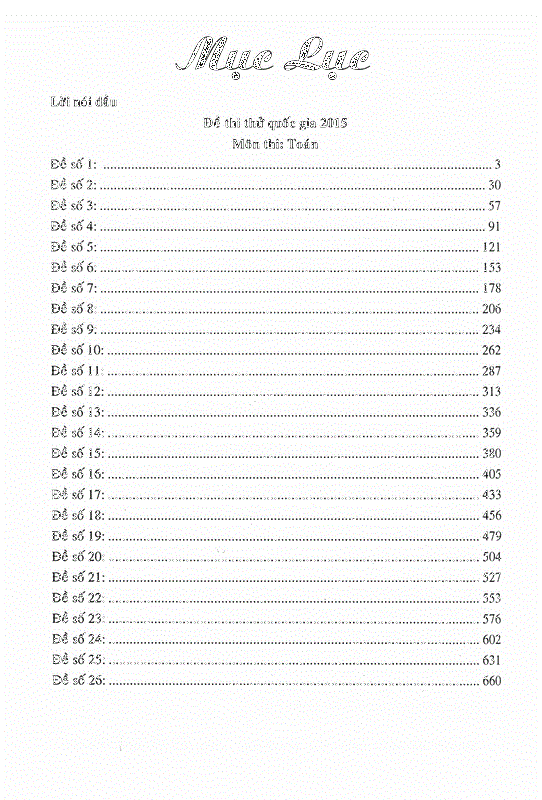 Mục Lục
Lời nói đầu
Đề thi thử quốc gia 2015
Môn thi: Toán
Đề số 1: ........................................ 3
Đề số 2: ........................................ 30
Đề số 3: ........................................ 57
Đề số 4: ........................................ 91
Đề số 5: ........................................ 121
Đề số 6: ........................................ 153
Đề số 7: ........................................ 178
Đề số 8: ........................................ 206
Đề số 9: ........................................ 234
Đề số 10: ........................................ 262
Đề số 11: ........................................ 287
Đề số 12: ........................................ 313
Đề số 13: ........................................ 336
Đề số 14: ........................................ 359
Đề số 15: ........................................ 380
Đề số 16: ........................................ 405
Đề số 17: ........................................ 433
Đề số 18: ........................................ 456
Đề số 19: ........................................ 479
Đề số 20: ........................................ 504
Đề số 21: ........................................ 527
Đề số 22: ........................................ 553
Đề số 23: ........................................ 576
Đề số 24: ........................................ 602
Đề số 25: ........................................ 631
Đề số 26: ........................................ 660